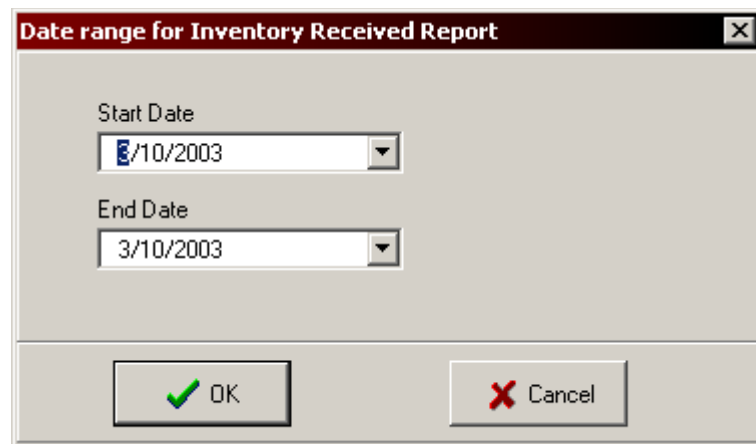 Date range for Inventory Received Report
Start Date
3/10/2003
End Date
3/10/2003
OK
Cancel